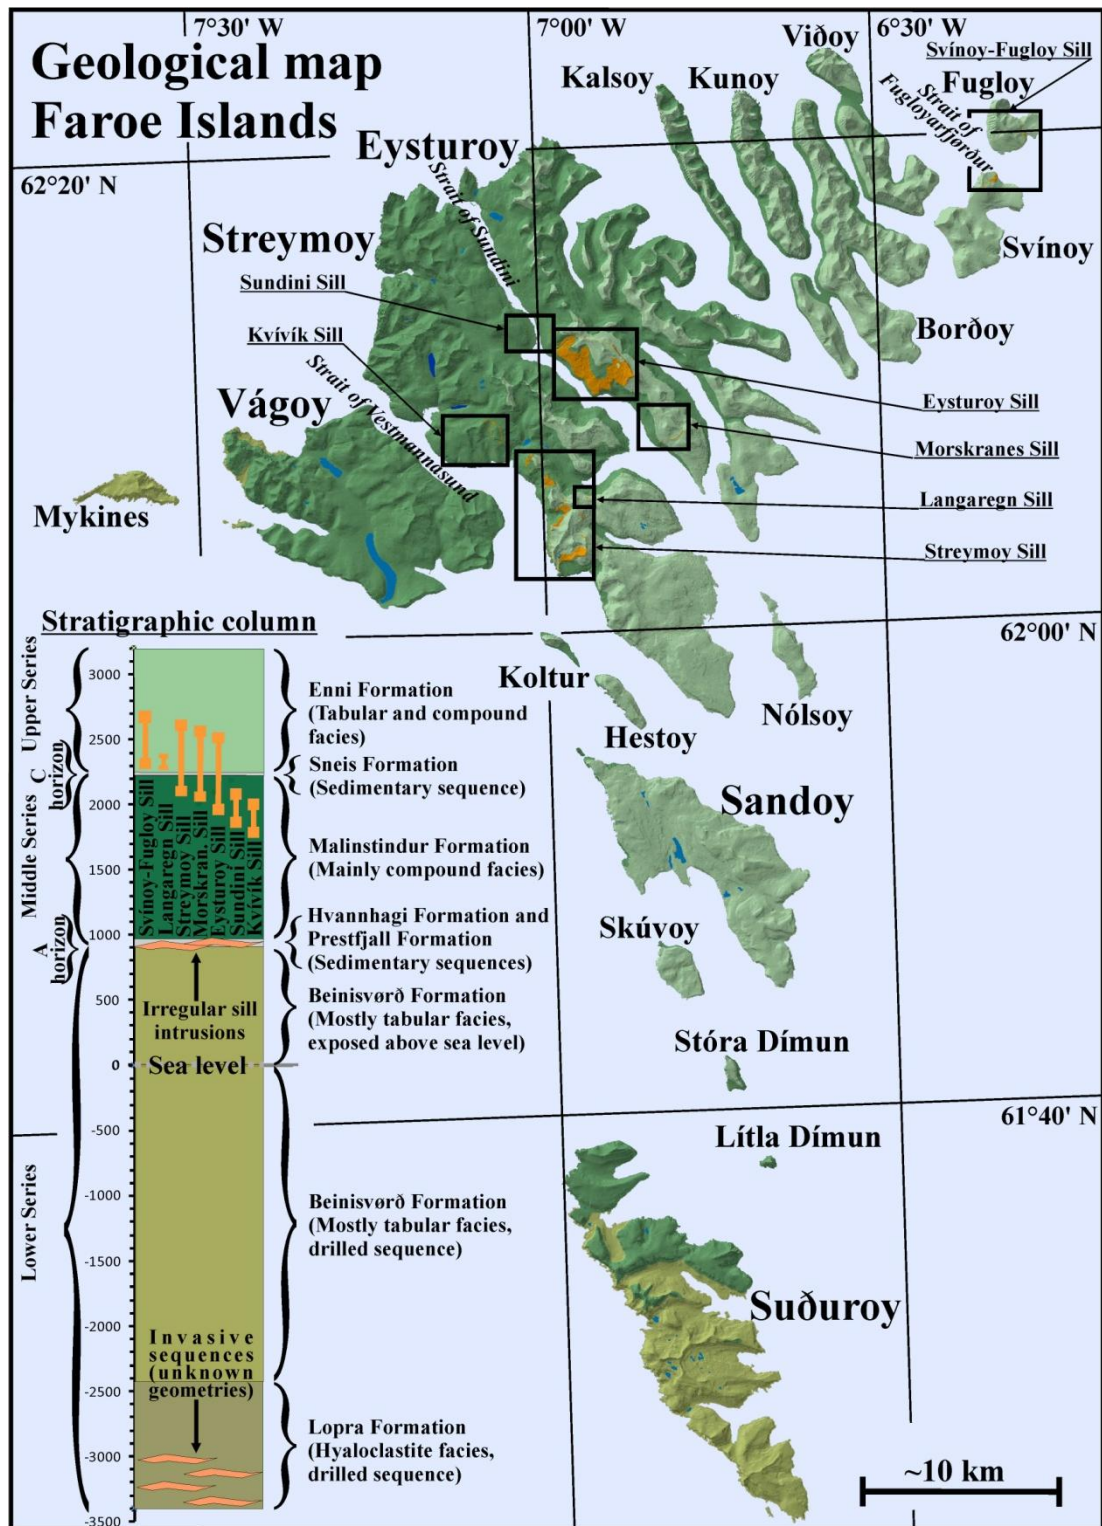 7°30' W
7°00' W
6°30' W
Geological map
Faroe Islands
Viðoy
Svínoy-Fugloy Sill
Kalsoy
Kunoy
Fugloy
Strait of
Fugloyarfjørður
Eysturoy
62°20' N
Strait of Sundini
Streymoy
Svínoy
Sundini Sill
Borðoy
Kvívík Sill
Strait of Vestmannasund
Vágoy
Eysturoy Sill
Morskranes Sill
Mykines
Langaregn Sill
Streymoy Sill
Stratigraphic column
62°00' N
Koltur
Nólsoy
Hestoy
Sandoy
Skúvoy
Stóra Dímun
61°40' N
Lítla Dímun
Suðuroy
~10 km
3000
2500
2000
1500
1000
500
0
-500
-1000
-1500
-2000
-2500
-3000
-3500
Upper Series
C
horizon
Middle Series
A
horizon
Lower Series
Svínoy-Fugloy Sill
Langaregn Sill
Streymoy Sill
Morskran. Sill
Eysturoy Sill
Sundini Sill
Kvívík Sill
Irregular sill
intrusions
Sea level
Invasive
sequences
(unknown
geometries)
Enni Formation
(Tabular and compound
facies)
Sneis Formation
(Sedimentary sequence)
Malinstindur Formation
(Mainly compound facies)
Hvannhagi Formation and
Prestfjall Formation
(Sedimentary sequences)
Beinisvørð Formation
(Mostly tabular facies,
exposed above sea level)
Beinisvørð Formation
(Mostly tabular facies,
drilled sequence)
Lopra Formation
(Hyaloclastite facies,
drilled sequence)